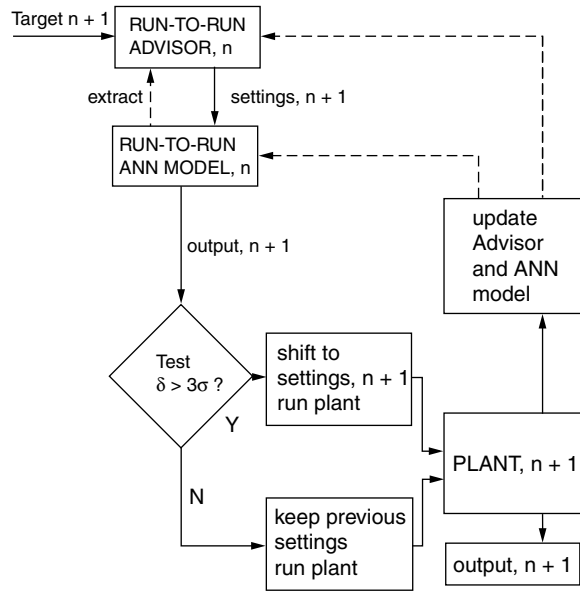 Target n + 1
RUN-TO-RUN
ADVISOR, n
extract
settings, n + 1
RUN-TO-RUN
ANN MODEL, n
output, n + 1
update
Advisor
and ANN
model
Test
δ > 3σ ?
Y
N
shift to
settings, n + 1
run plant
PLANT, n + 1
keep previous
settings
run plant
output, n + 1